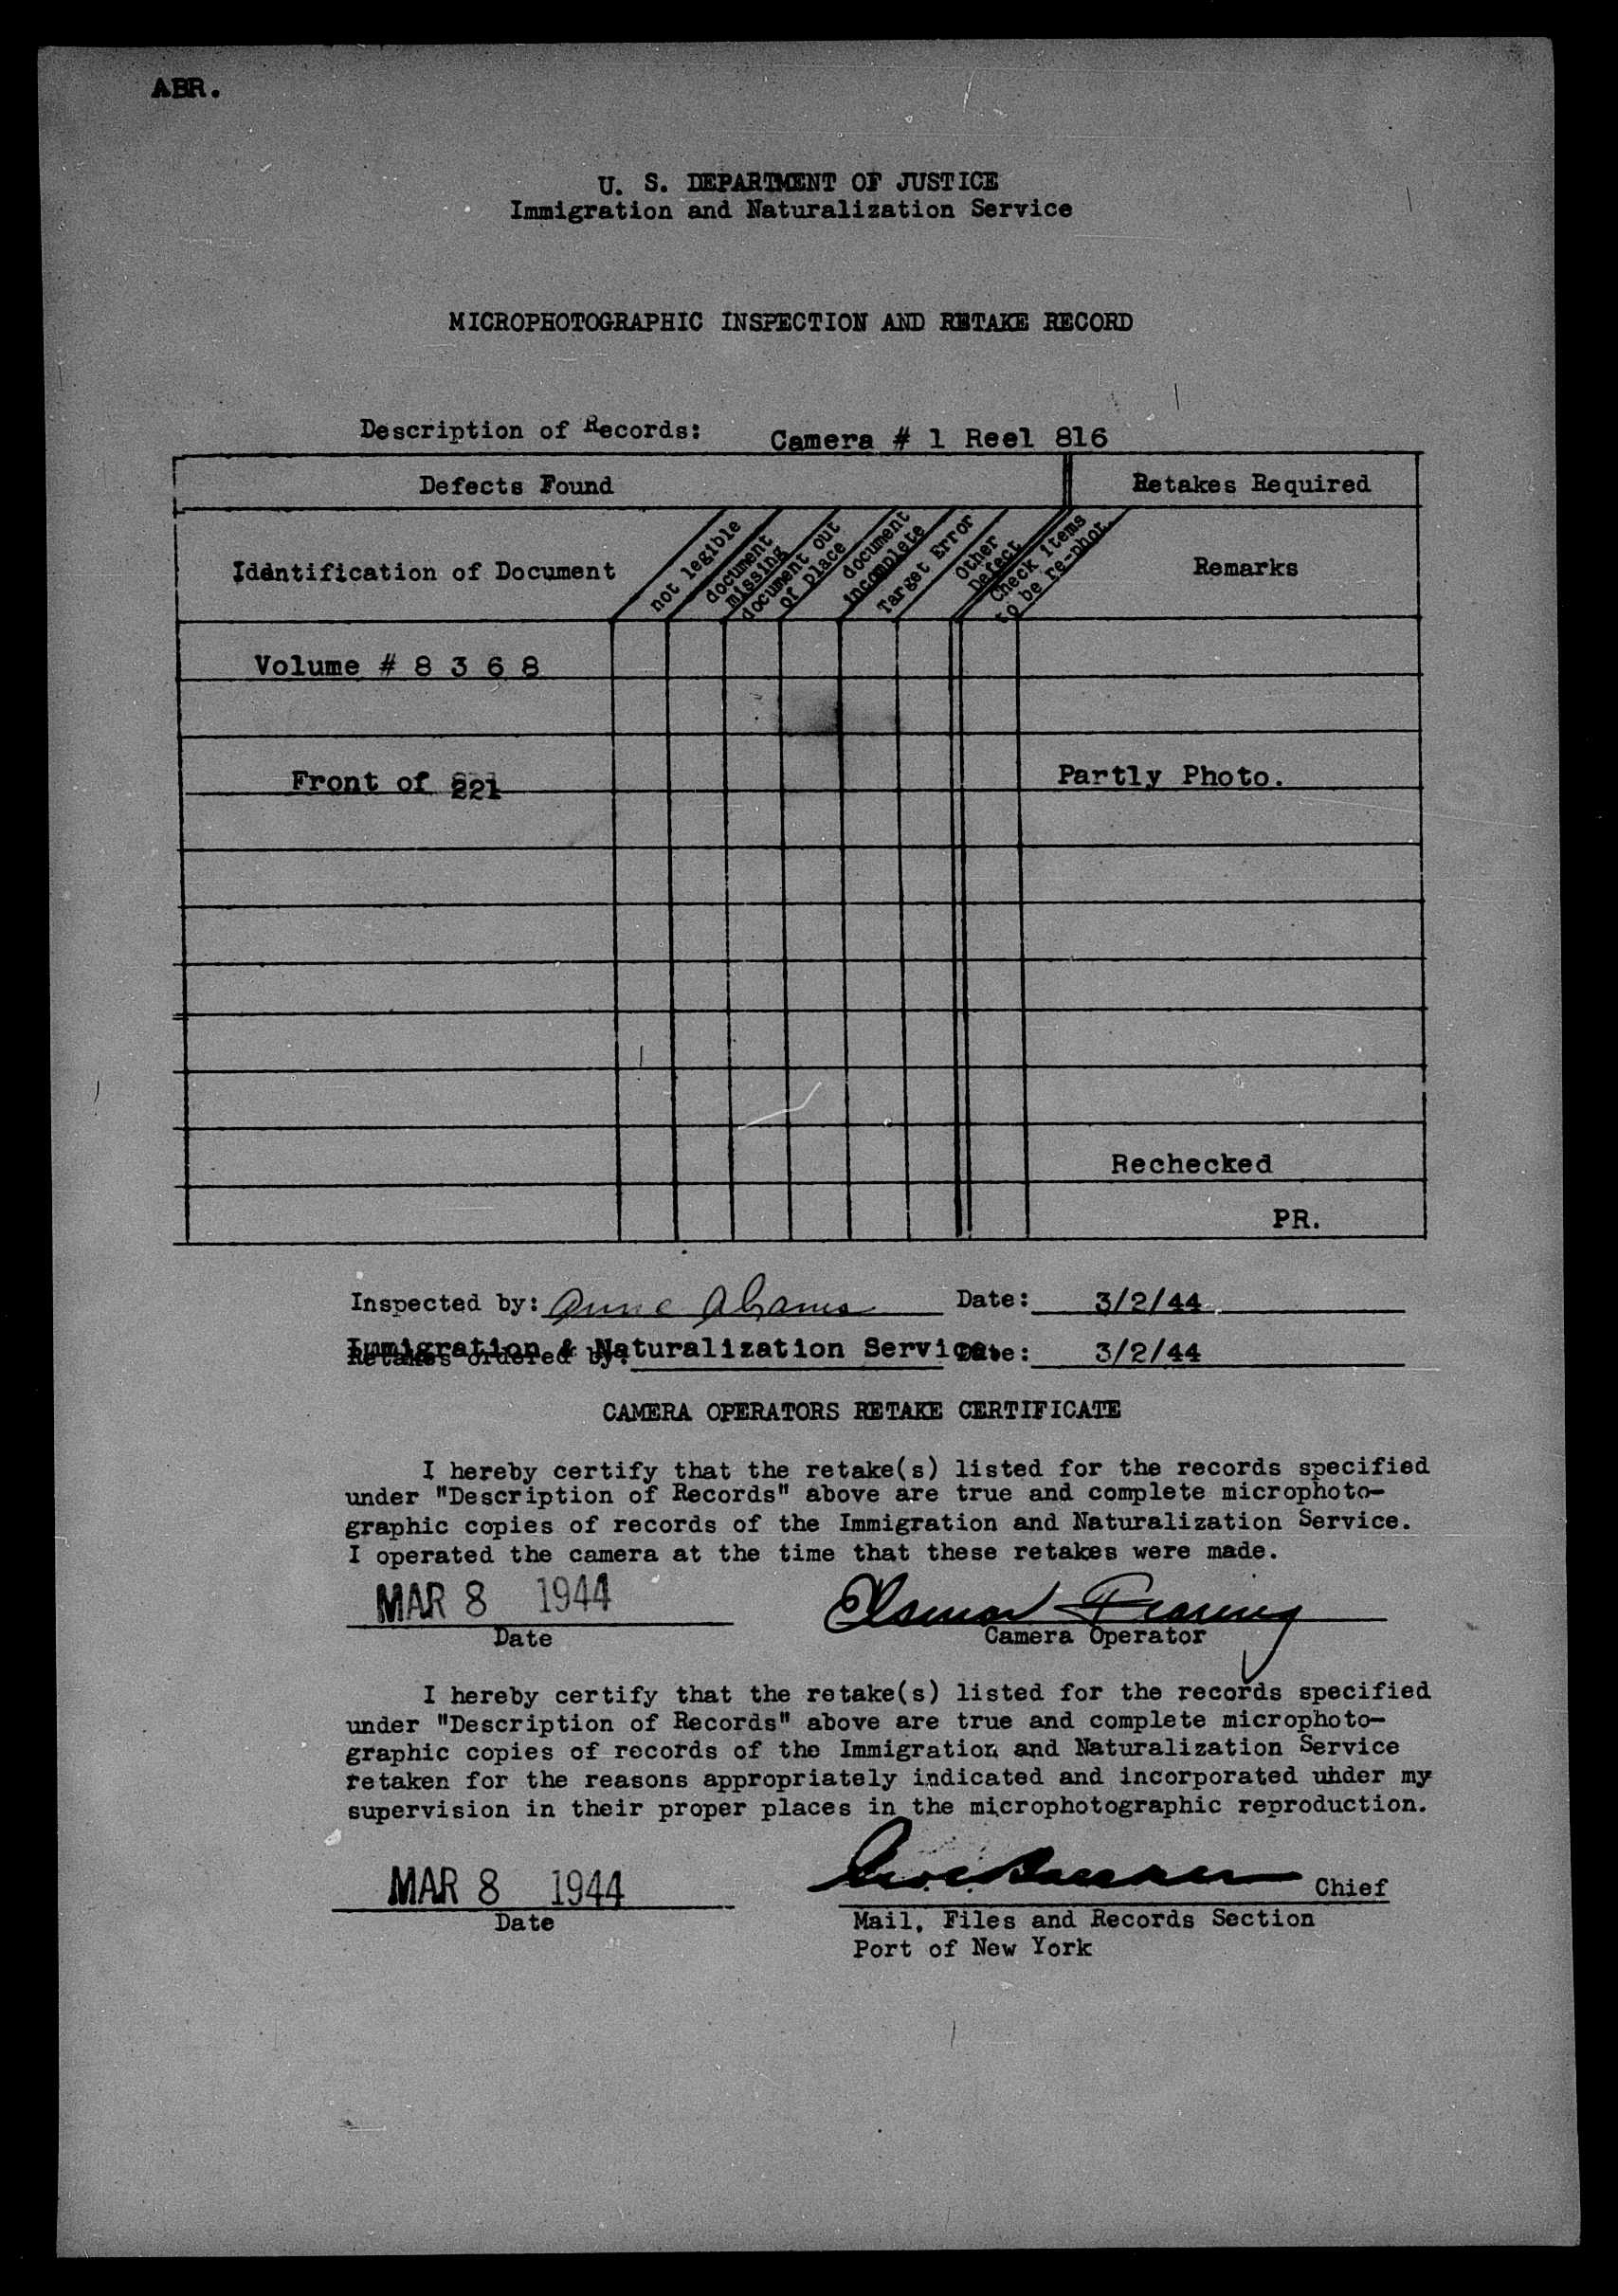 ABR.
U. S. DEPARTMENT OF JUSTICE
Immigration and Naturalization Service
MICROPHOTOGRAPHIC INSPECTION AND RETAKE RECORD
Description of Records: Camera # 1 Reel 816
Defects Found
Retakes Required
Identification of Document
not legible
document missing
document out of place
document incomplete
Target Error
Other Defect
Check items to be re-phot.
Remarks
Volume # 8 3 6 8
Front of 221
Partly Photo.
Rechecked
PR.
Inspected by: Anne Abrams Date: 3/2/44
Immigration & Naturalization Service.
Retakes ordered by: Date: 3/2/44
CAMERA OPERATORS RETAKE CERTIFICATE
I hereby certify that the retake(s) listed for the records specified
under "Description of Records" above are true and complete microphoto-
graphic copies of records of the Immigration and Naturalization Service.
I operated the camera at the time that these retakes were made.
MAR 8 1944
Date
Camera Operator
I hereby certify that the retake(s) listed for the records specified
under "Description of Records" above are true and complete microphoto-
graphic copies of records of the Immigration and Naturalization Service
retaken for the reasons appropriately indicated and incorporated uhder my
supervision in their proper places in the microphotographic reproduction.
MAR 8 1944
Chief
Date
Mail, Files and Records Section
Port of New York